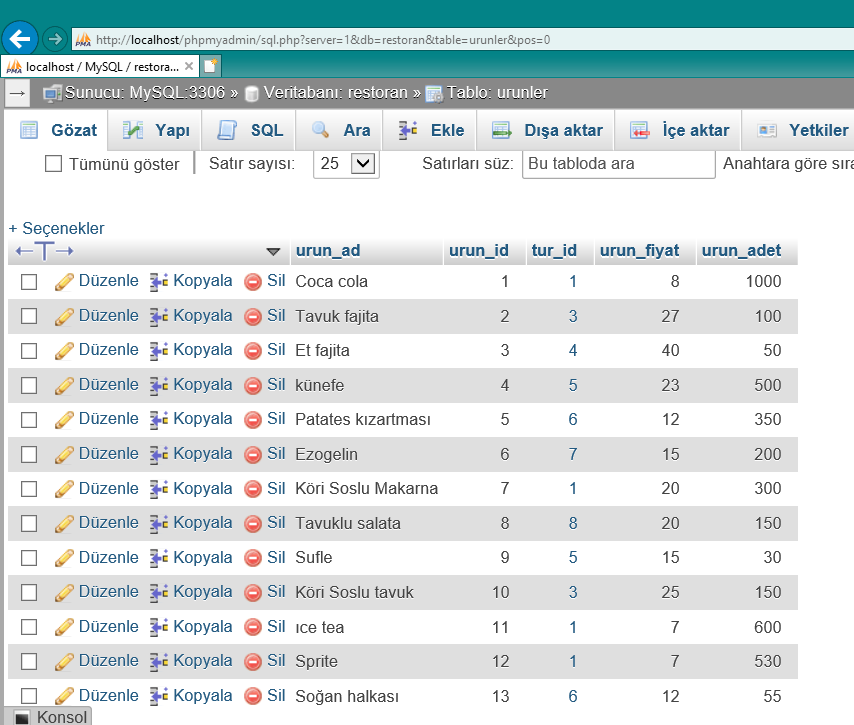 http://localhost/phpmyadmin/sql.php?server=1&db=restoran&table=urunler&pos=0
localhost / MySQL / restora...
Sunucu: MySQL:3306 » Veritabanı: restoran » Tablo: urunler
Gözat Yapı SQL Ara Ekle Dışa aktar İçe aktar Yetkiler
Tümünü göster Satır sayısı: 25 Satırları süz: Bu tabloda ara Anahtara göre sıra
+ Seçenekler
urun_ad urun_id tur_id urun_fiyat urun_adet
Düzenle Kopyala Sil Coca cola 1 1 8 1000
Düzenle Kopyala Sil Tavuk fajita 2 3 27 100
Düzenle Kopyala Sil Et fajita 3 4 40 50
Düzenle Kopyala Sil künefe 4 5 23 500
Düzenle Kopyala Sil Patates kızartması 5 6 12 350
Düzenle Kopyala Sil Ezogelin 6 7 15 200
Düzenle Kopyala Sil Köri Soslu Makarna 7 1 20 300
Düzenle Kopyala Sil Tavuklu salata 8 8 20 150
Düzenle Kopyala Sil Sufle 9 5 15 30
Düzenle Kopyala Sil Köri Soslu tavuk 10 3 25 150
Düzenle Kopyala Sil ıce tea 11 1 7 600
Düzenle Kopyala Sil Sprite 12 1 7 530
Düzenle Kopyala Sil Soğan halkası 13 6 12 55
Konsol